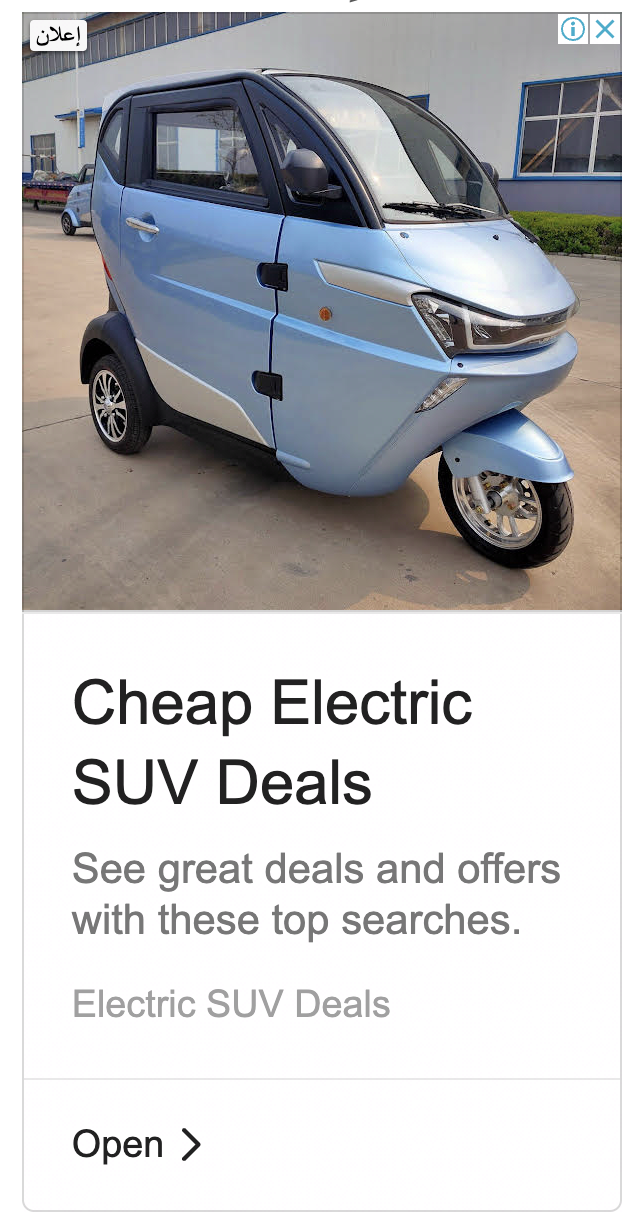 إعلان
Cheap Electric
SUV Deals
See great deals and offers
with these top searches.
Electric SUV Deals
Open